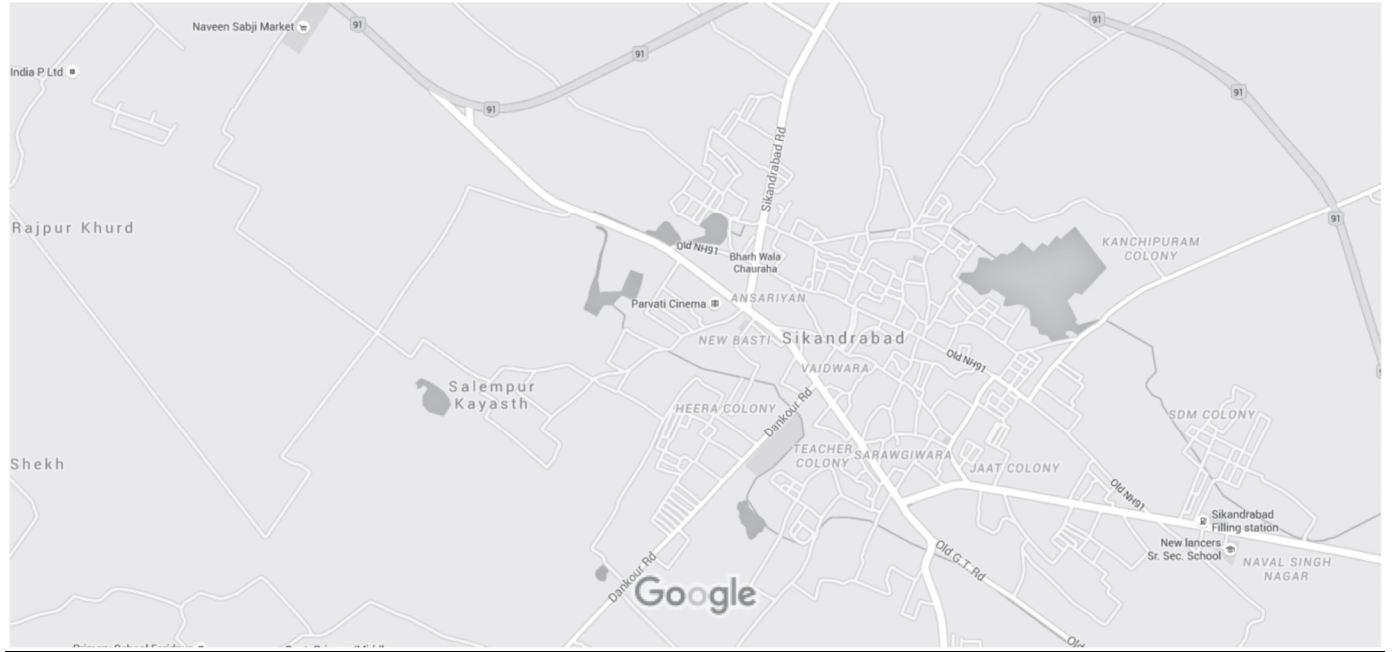 91
Naveen Sabji Market
91
91
India P Ltd
91
91
91
Sikandrabad Rd
Rajpur Khurd
Old NH91
KANCHIPURAM
COLONY
Bharh Wala
Chauraha
Parvati Cinema
ANSARIYAN
NEW BASTI
Sikandrabad
Old NH91
VAIDWARA
Salempur
Kayasth
HEERA COLONY
Dankour Rd
SDM COLONY
TEACHER
COLONY
SARAWGIWARA
Shekh
JAAT COLONY
Old NH91
Sikandrabad
Filling station
New lancers
Sr. Sec. School
Old G.T. Rd
NAVAL SINGH
NAGAR
Dankour Rd
Google
Old